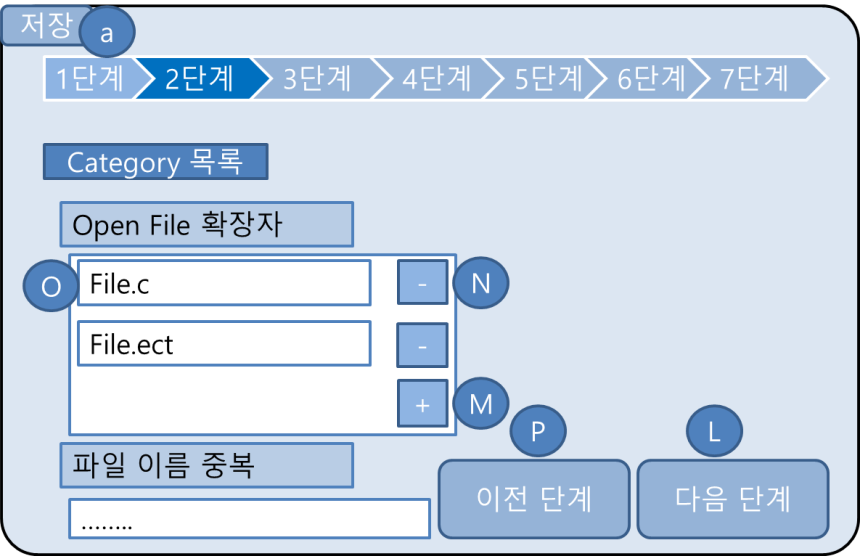 저장
a
1단계 2단계 3단계 4단계 5단계 6단계 7단계
Category 목록
Open File 확장자
O File.c - N
File.ect -
+ M
P L
파일 이름 중복
이전 단계 다음 단계
........